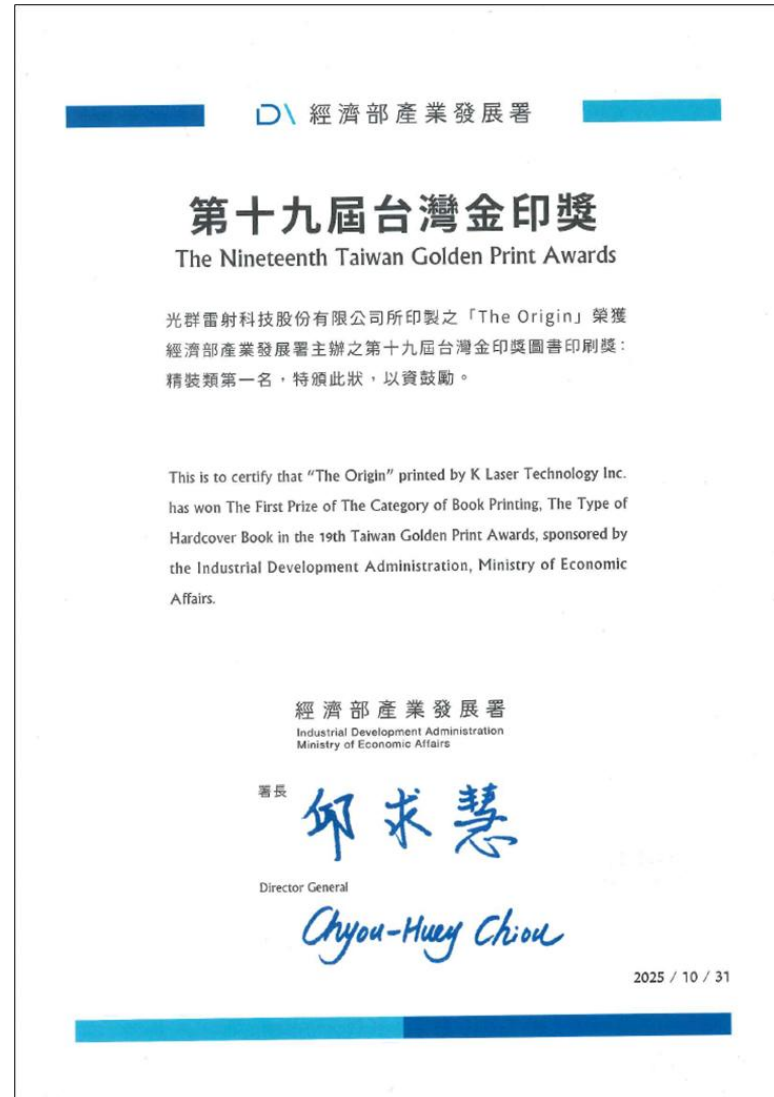 經濟部產業發展署
第十九屆台灣金印獎
The Nineteenth Taiwan Golden Print Awards
光群雷射科技股份有限公司所印製之「The Origin」榮獲
經濟部產業發展署主辦之第十九屆台灣金印獎圖書印刷獎:
精裝類第一名，特頒此狀，以資鼓勵。
This is to certify that “The Origin” printed by K Laser Technology Inc.
has won The First Prize of The Category of Book Printing, The Type of
Hardcover Book in the 19th Taiwan Golden Print Awards, sponsored by
the Industrial Development Administration, Ministry of Economic
Affairs.
經濟部產業發展署
Industrial Development Administration
Ministry of Economic Affairs
署長 邱求慧
Director General
Chyou-Huey Chiou
2025 / 10 / 31